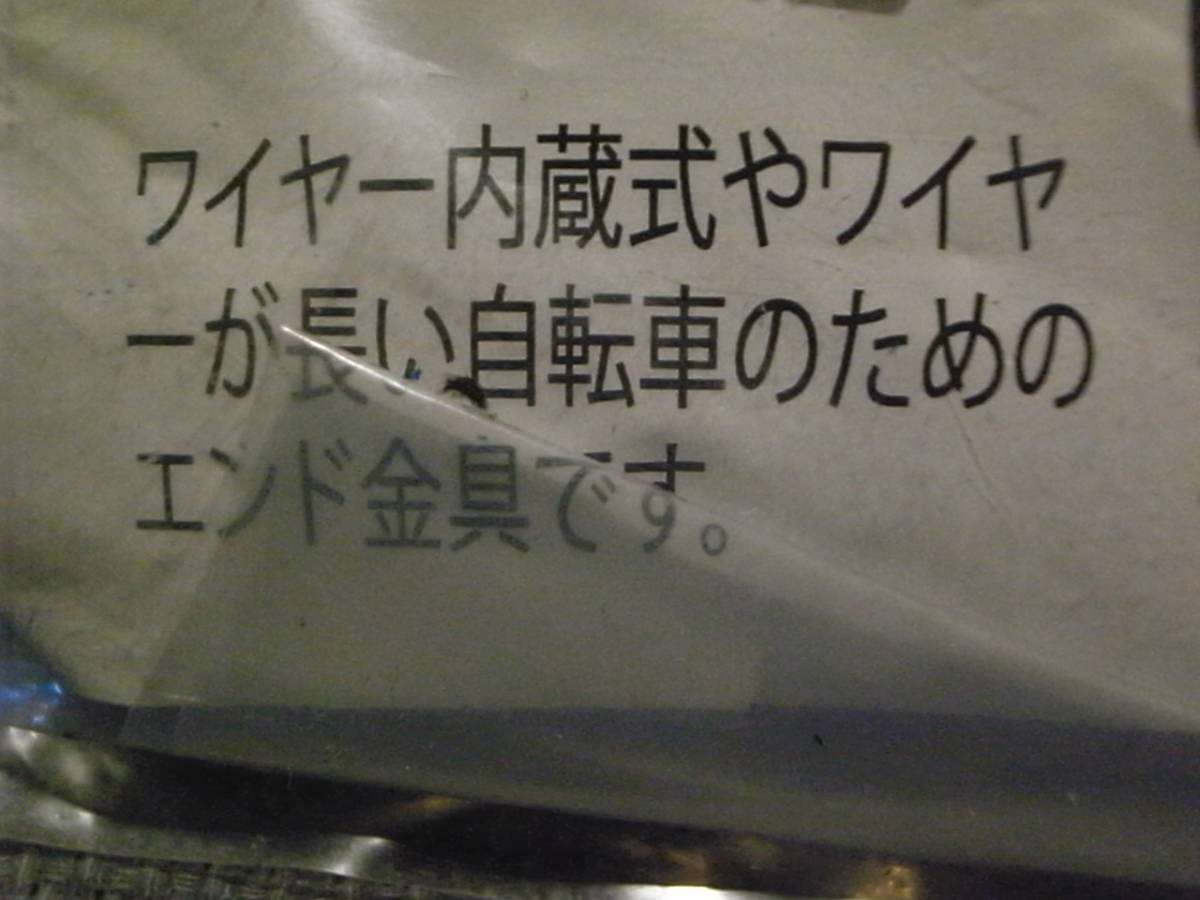 ワイヤー内蔵式やワイヤ
ーが長い自転車のための
エンド金具です。